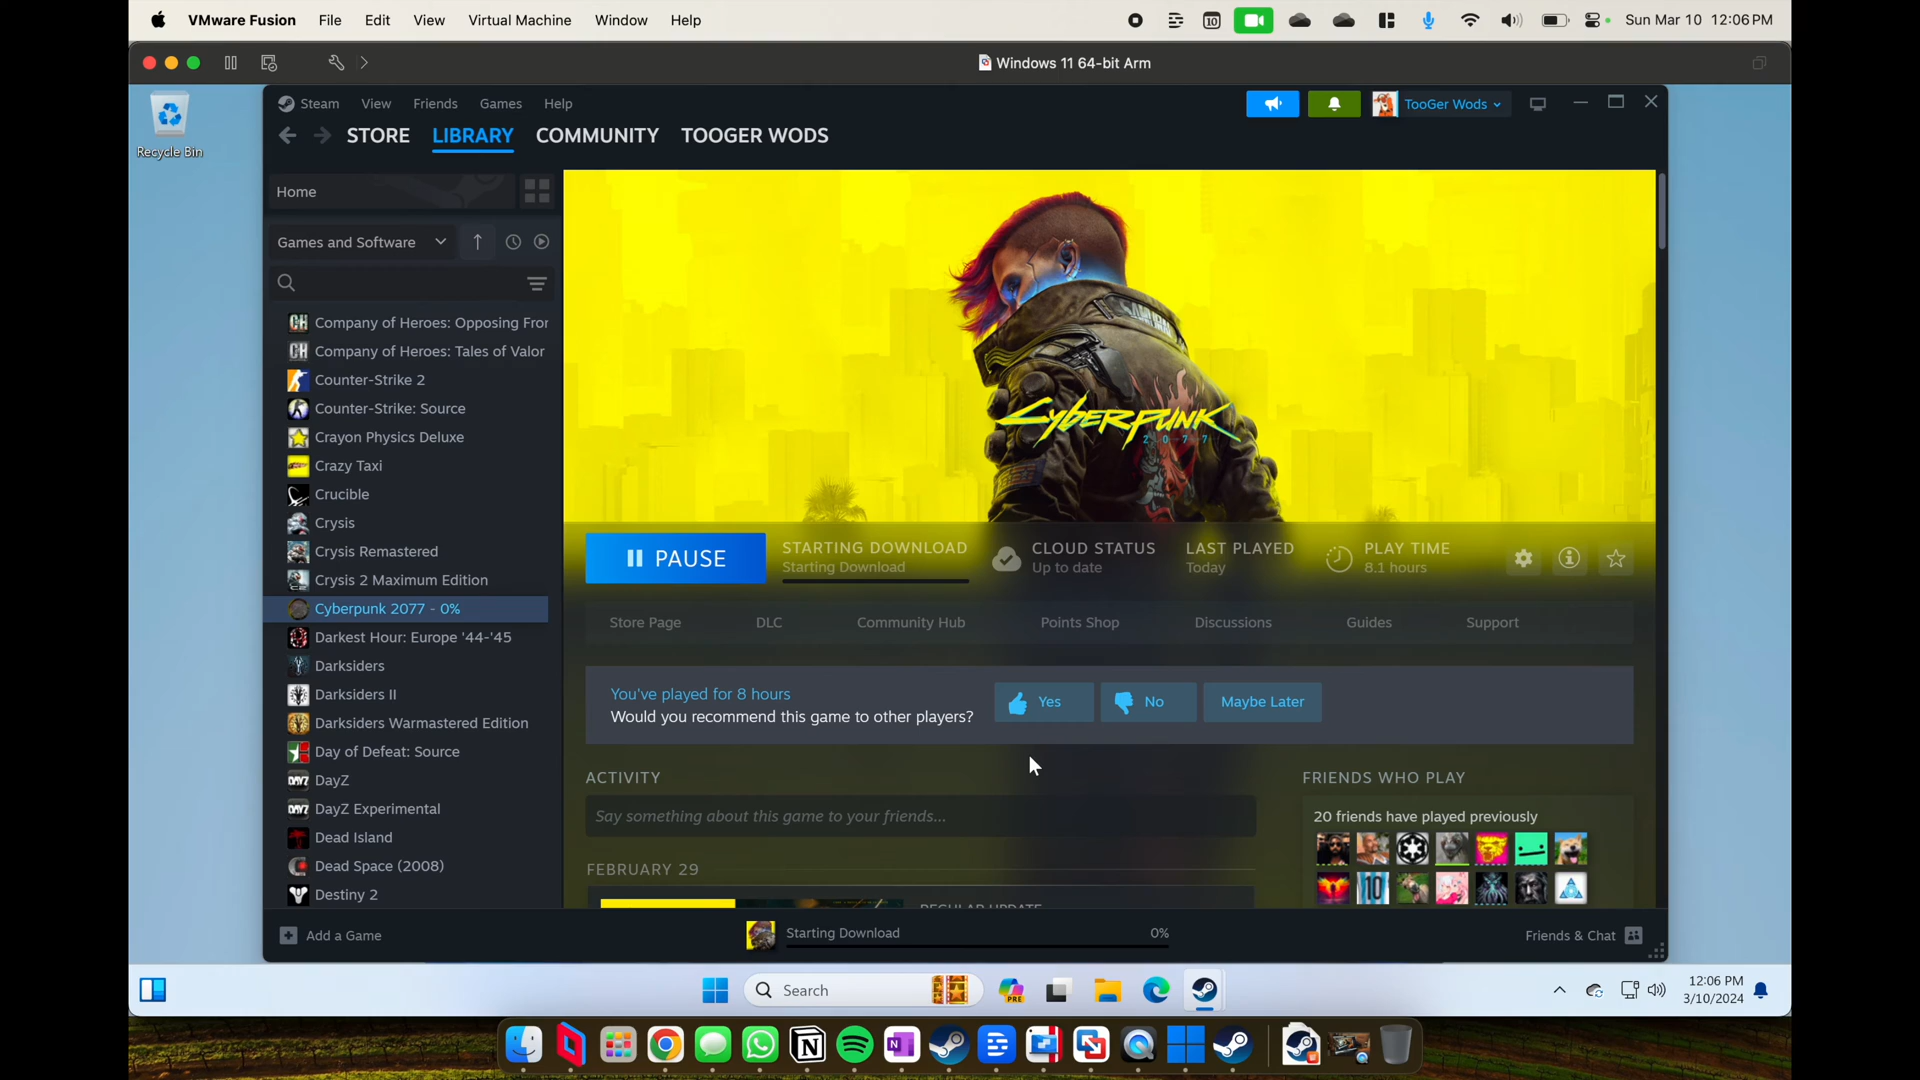 VMware Fusion File Edit View Virtual Machine Window Help
10
Sun Mar 10 12:06 PM
Windows 11 64-bit Arm
Recycle Bin
Steam View Friends Games Help
TooGer Wods
STORE LIBRARY COMMUNITY TOOGER WODS
Home
Games and Software
Company of Heroes: Opposing Fror
Company of Heroes: Tales of Valor
Counter-Strike 2
Counter-Strike: Source
Crayon Physics Deluxe
Crazy Taxi
Crucible
Crysis
Crysis Remastered
Crysis 2 Maximum Edition
Cyberpunk 2077 - 0%
Darkest Hour: Europe '44-'45
Darksiders
Darksiders II
Darksiders Warmastered Edition
Day of Defeat: Source
DayZ
DayZ Experimental
Dead Island
Dead Space (2008)
Destiny 2
SAMURAI
Cyberpunk
2077
PAUSE
STARTING DOWNLOAD
Starting Download
CLOUD STATUS
Up to date
LAST PLAYED
Today
PLAY TIME
8.1 hours
Store Page DLC Community Hub Points Shop Discussions Guides Support
You've played for 8 hours
Would you recommend this game to other players?
Yes No Maybe Later
ACTIVITY
Say something about this game to your friends...
FEBRUARY 29
REGULAR UPDATE
FRIENDS WHO PLAY
20 friends have played previously
10
Add a Game
Starting Download 0%
Friends & Chat
Search
PRE
12:06 PM
3/10/2024